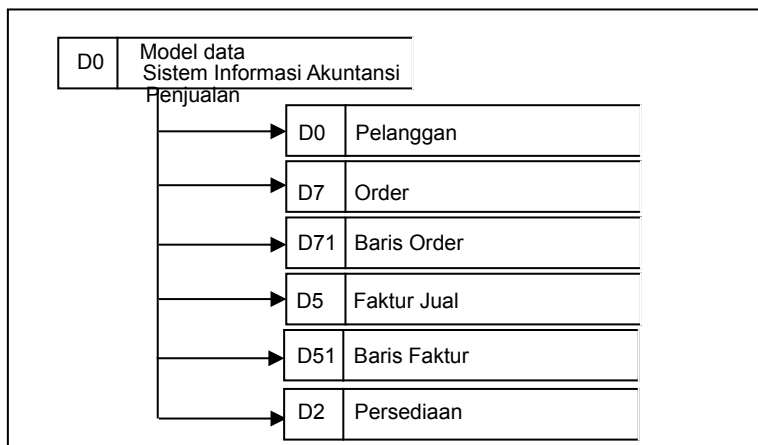 D0 Model data
Sistem Informasi Akuntansi
Penjualan
D0 Pelanggan
D7 Order
D71 Baris Order
D5 Faktur Jual
D51 Baris Faktur
D2 Persediaan